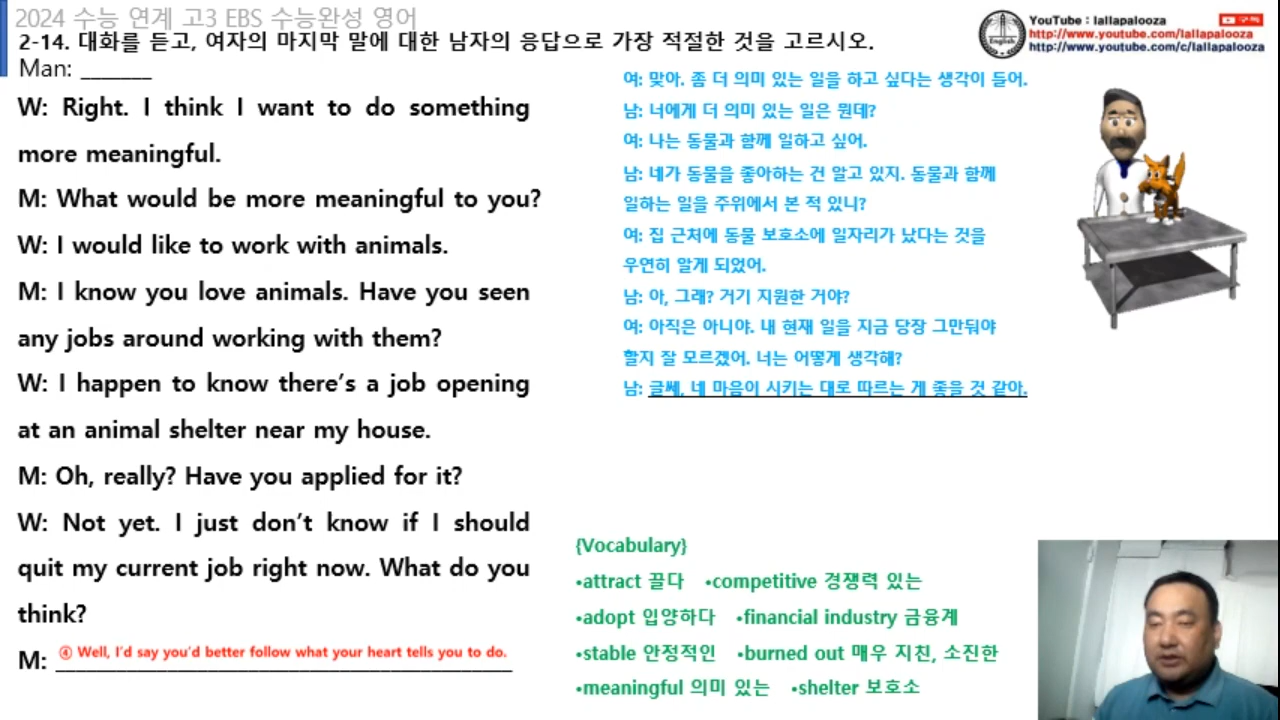 2024 수능 연계 고3 EBS 수능완성 영어
2-14. 대화를 듣고, 여자의 마지막 말에 대한 남자의 응답으로 가장 적절한 것을 고르시오.
Man: _______
W: Right. I think I want to do something
more meaningful.
M: What would be more meaningful to you?
W: I would like to work with animals.
M: I know you love animals. Have you seen
any jobs around working with them?
W: I happen to know there's a job opening
at an animal shelter near my house.
M: Oh, really? Have you applied for it?
W: Not yet. I just don't know if I should
quit my current job right now. What do you
think?
M: ④ Well, I'd say you'd better follow what your heart tells you to do.
여: 맞아. 좀 더 의미 있는 일을 하고 싶다는 생각이 들어.
남: 너에게 더 의미 있는 일은 뭔데?
여: 나는 동물과 함께 일하고 싶어.
남: 네가 동물을 좋아하는 건 알고 있지. 동물과 함께
일하는 일을 주위에서 본 적 있니?
여: 집 근처에 동물 보호소에 일자리가 났다는 것을
우연히 알게 되었어.
남: 아, 그래? 거기 지원한 거야?
여: 아직은 아니야. 내 현재 일을 지금 당장 그만둬야
할지 잘 모르겠어. 너는 어떻게 생각해?
남: 글쎄, 네 마음이 시키는 대로 따르는 게 좋을 것 같아.
{Vocabulary}
•attract 끌다 •competitive 경쟁력 있는
•adopt 입양하다 •financial industry 금융계
•stable 안정적인 •burned out 매우 지친, 소진한
•meaningful 의미 있는 •shelter 보호소
English
YouTube : lallapalooza
구독
http://www.youtube.com/lallapalooza
http://www.youtube.com/c/lallapalooza